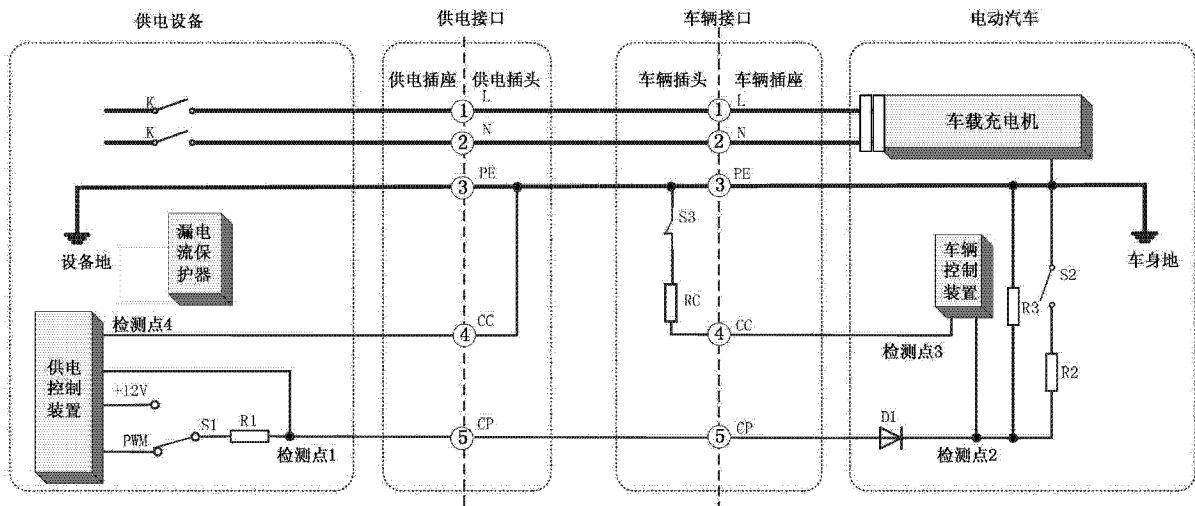 供电设备
供电接口
车辆接口
电动汽车
供电插座
供电插头
车辆插头
车辆插座
K
① L
① L
车载充电机
K
② N
② N
③ PE
③ PE
设备地
漏电
流保
护器
S3
RC
车辆
控制
装置
车身地
S2
R3
R2
检测点4
④ CC
④ CC
检测点3
供电
控制
装置
+12V
PWM
S1
R1
检测点1
⑤ CP
⑤ CP
D1
检测点2